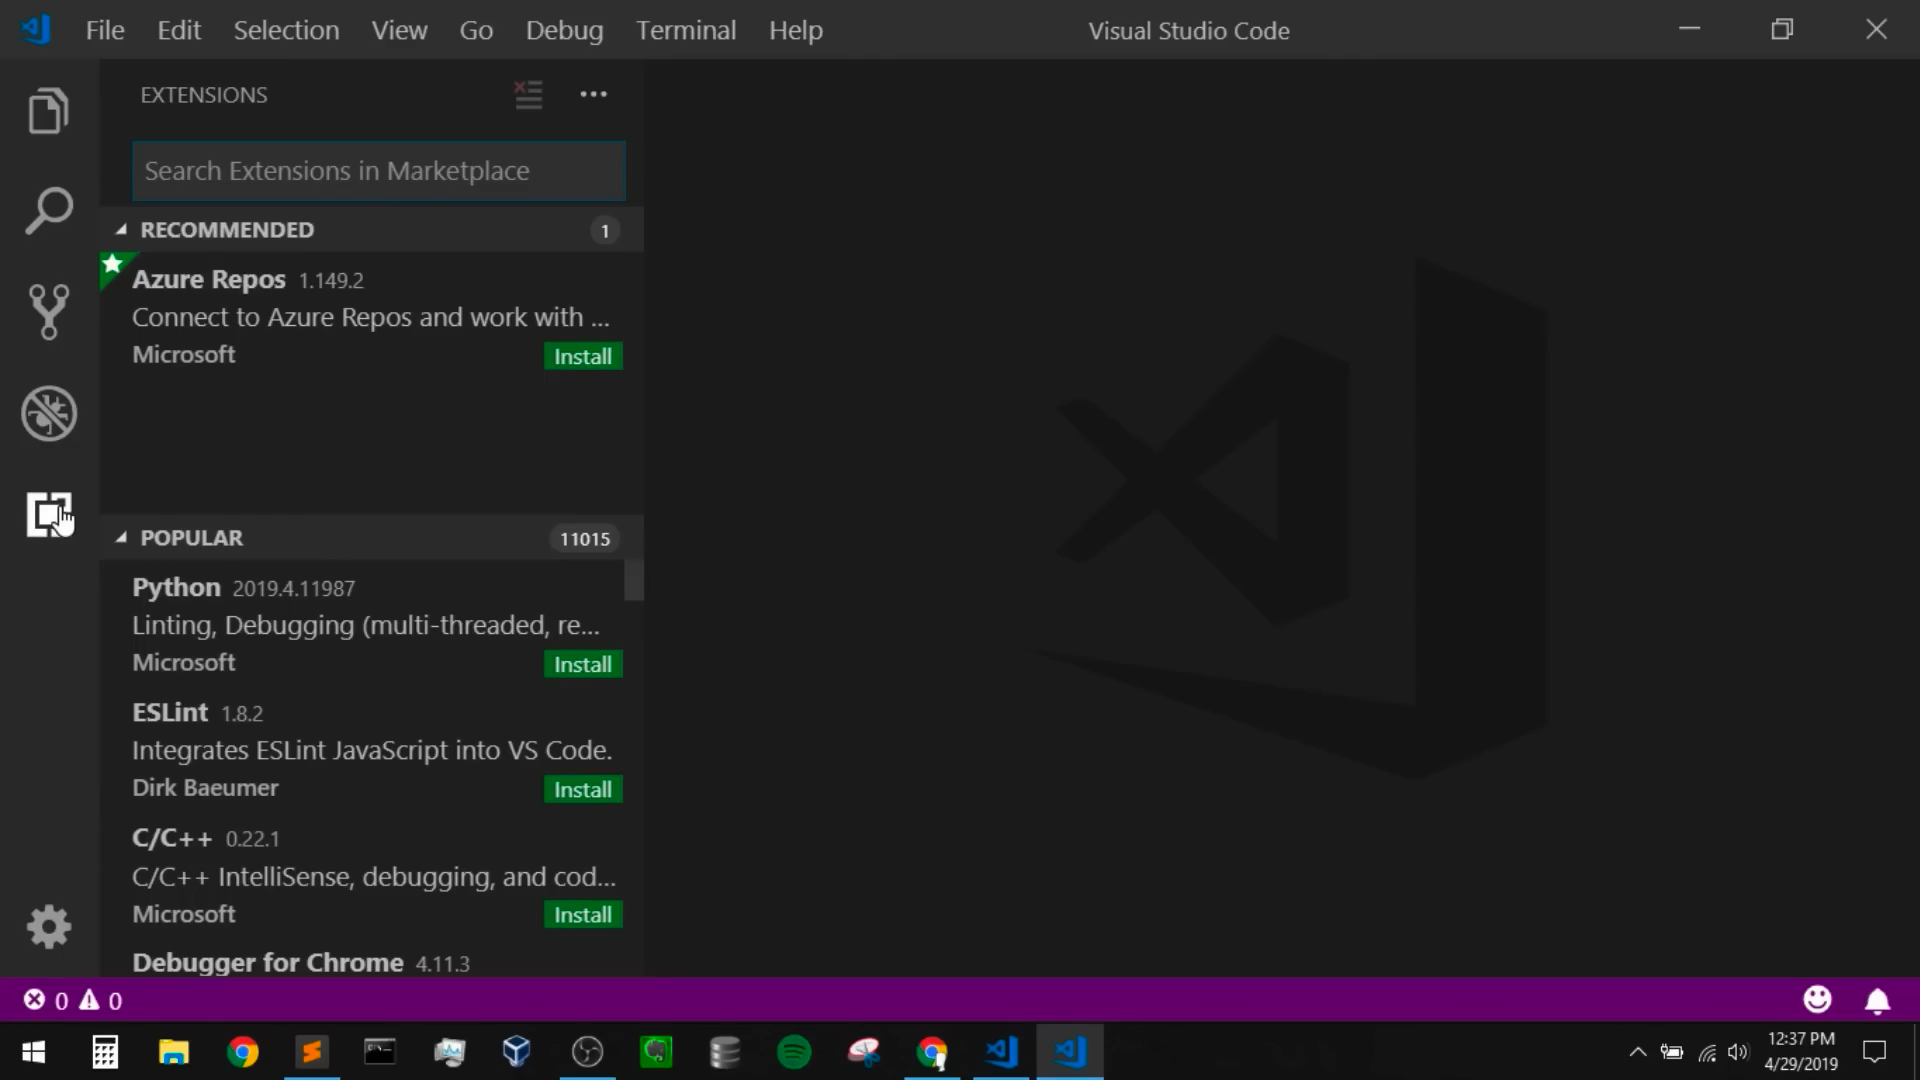 File Edit Selection View Go Debug Terminal Help Visual Studio Code
EXTENSIONS
Search Extensions in Marketplace
RECOMMENDED 1
Azure Repos 1.149.2
Connect to Azure Repos and work with ...
Microsoft Install
POPULAR 11015
Python 2019.4.11987
Linting, Debugging (multi-threaded, re...
Microsoft Install
ESLint 1.8.2
Integrates ESLint JavaScript into VS Code.
Dirk Baeumer Install
C/C++ 0.22.1
C/C++ IntelliSense, debugging, and cod...
Microsoft Install
Debugger for Chrome 4.11.3
0 0
12:37 PM
4/29/2019